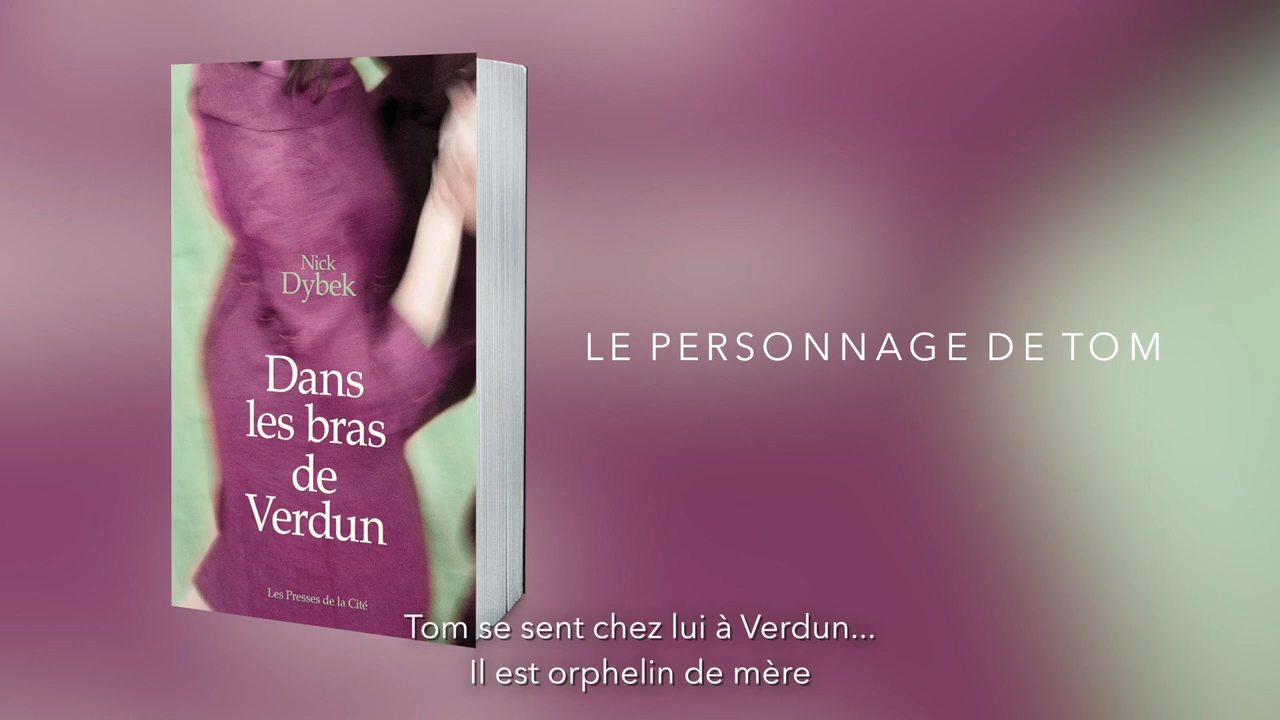 Nick
Dybek
Dans
les bras
de
Verdun
Les Presses de la Cité
LE PERSONNAGE DE TOM
Tom se sent chez lui à Verdun...
Il est orphelin de mère